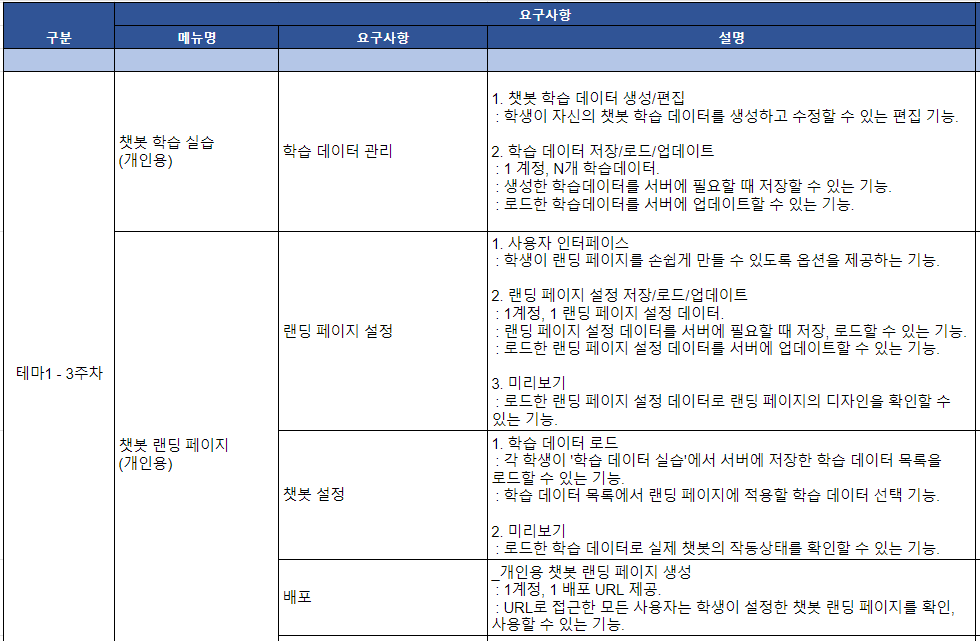 요구사항
구분
메뉴명
요구사항
설명
테마1 - 3주차
챗봇 학습 실습
(개인용)
학습 데이터 관리
1. 챗봇 학습 데이터 생성/편집
: 학생이 자신의 챗봇 학습 데이터를 생성하고 수정할 수 있는 편집 기능.
2. 학습 데이터 저장/로드/업데이트
: 1 계정, N개 학습데이터.
: 생성한 학습데이터를 서버에 필요할 때 저장할 수 있는 기능.
: 로드한 학습데이터를 서버에 업데이트할 수 있는 기능.
챗봇 랜딩 페이지
(개인용)
랜딩 페이지 설정
1. 사용자 인터페이스
: 학생이 랜딩 페이지를 손쉽게 만들 수 있도록 옵션을 제공하는 기능.
2. 랜딩 페이지 설정 저장/로드/업데이트
: 1계정, 1 랜딩 페이지 설정 데이터.
: 랜딩 페이지 설정 데이터를 서버에 필요할 때 저장, 로드할 수 있는 기능.
: 로드한 랜딩 페이지 설정 데이터를 서버에 업데이트할 수 있는 기능.
3. 미리보기
: 로드한 랜딩 페이지 설정 데이터로 랜딩 페이지의 디자인을 확인할 수
있는 기능.
챗봇 설정
1. 학습 데이터 로드
: 각 학생이 '학습 데이터 실습'에서 서버에 저장한 학습 데이터 목록을
로드할 수 있는 기능.
: 학습 데이터 목록에서 랜딩 페이지에 적용할 학습 데이터 선택 기능.
2. 미리보기
: 로드한 학습 데이터로 실제 챗봇의 작동상태를 확인할 수 있는 기능.
배포
_개인용 챗봇 랜딩 페이지 생성
: 1계정, 1 배포 URL 제공.
: URL로 접근한 모든 사용자는 학생이 설정한 챗봇 랜딩 페이지를 확인,
사용할 수 있는 기능.